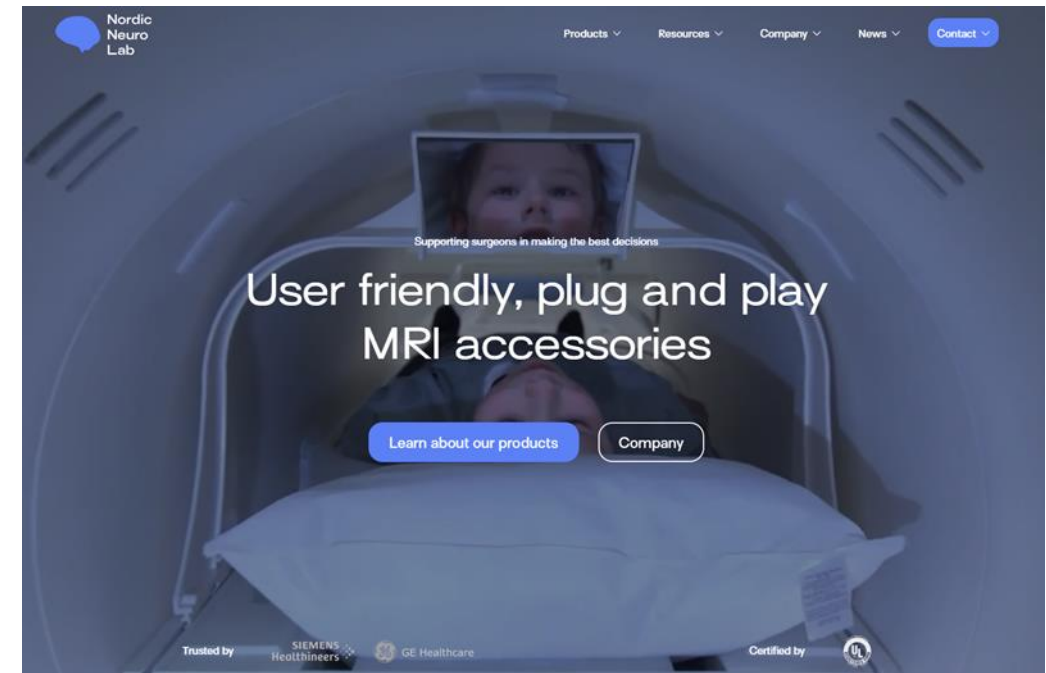 Nordic
Neuro
Lab
Products
Resources
Company
News
Contact
Supporting surgeons in making the best decisions
User friendly, plug and play
MRI accessories
Learn about our products
Company
Trusted by
SIEMENS
Healthineers
GE Healthcare
Certified by
UL